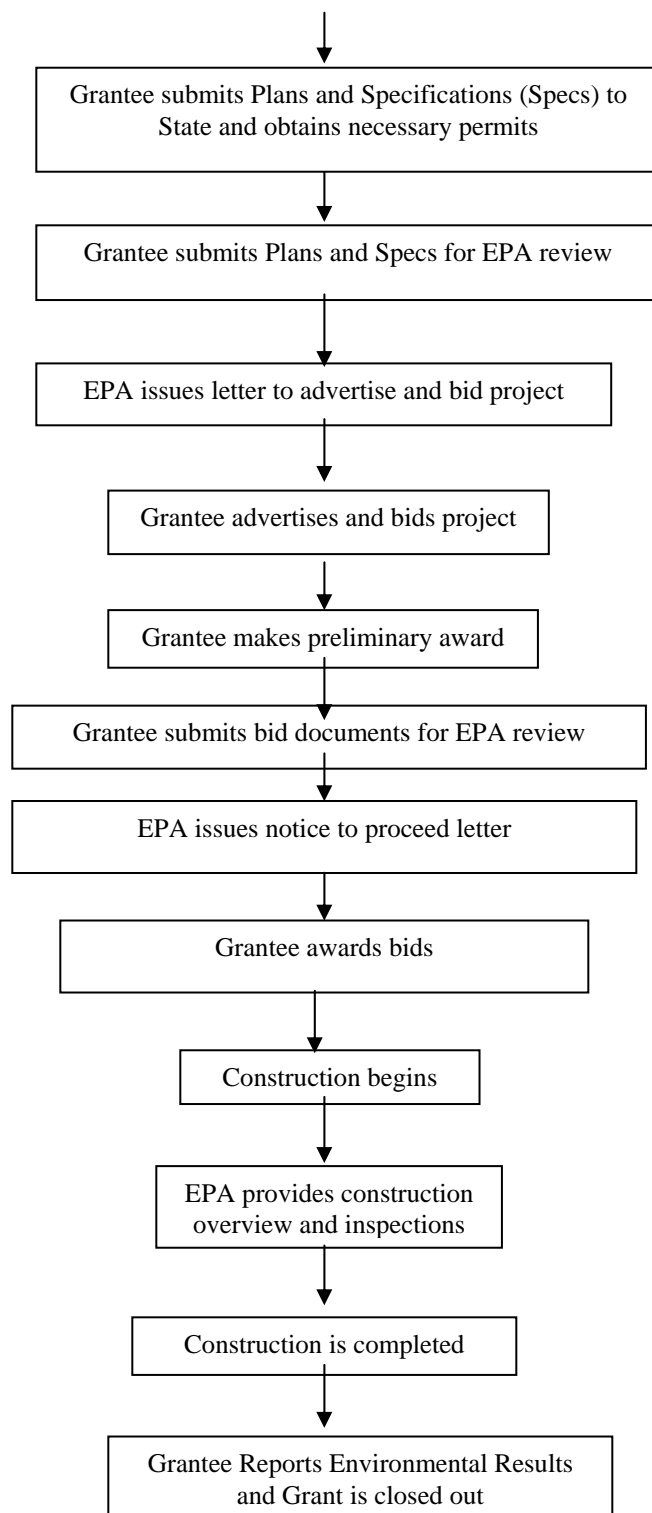 Grantee submits Plans and Specifications (Specs) to
State and obtains necessary permits
Grantee submits Plans and Specs for EPA review
EPA issues letter to advertise and bid project
Grantee advertises and bids project
Grantee makes preliminary award
Grantee submits bid documents for EPA review
EPA issues notice to proceed letter
Grantee awards bids
Construction begins
EPA provides construction
overview and inspections
Construction is completed
Grantee Reports Environmental Results
and Grant is closed out